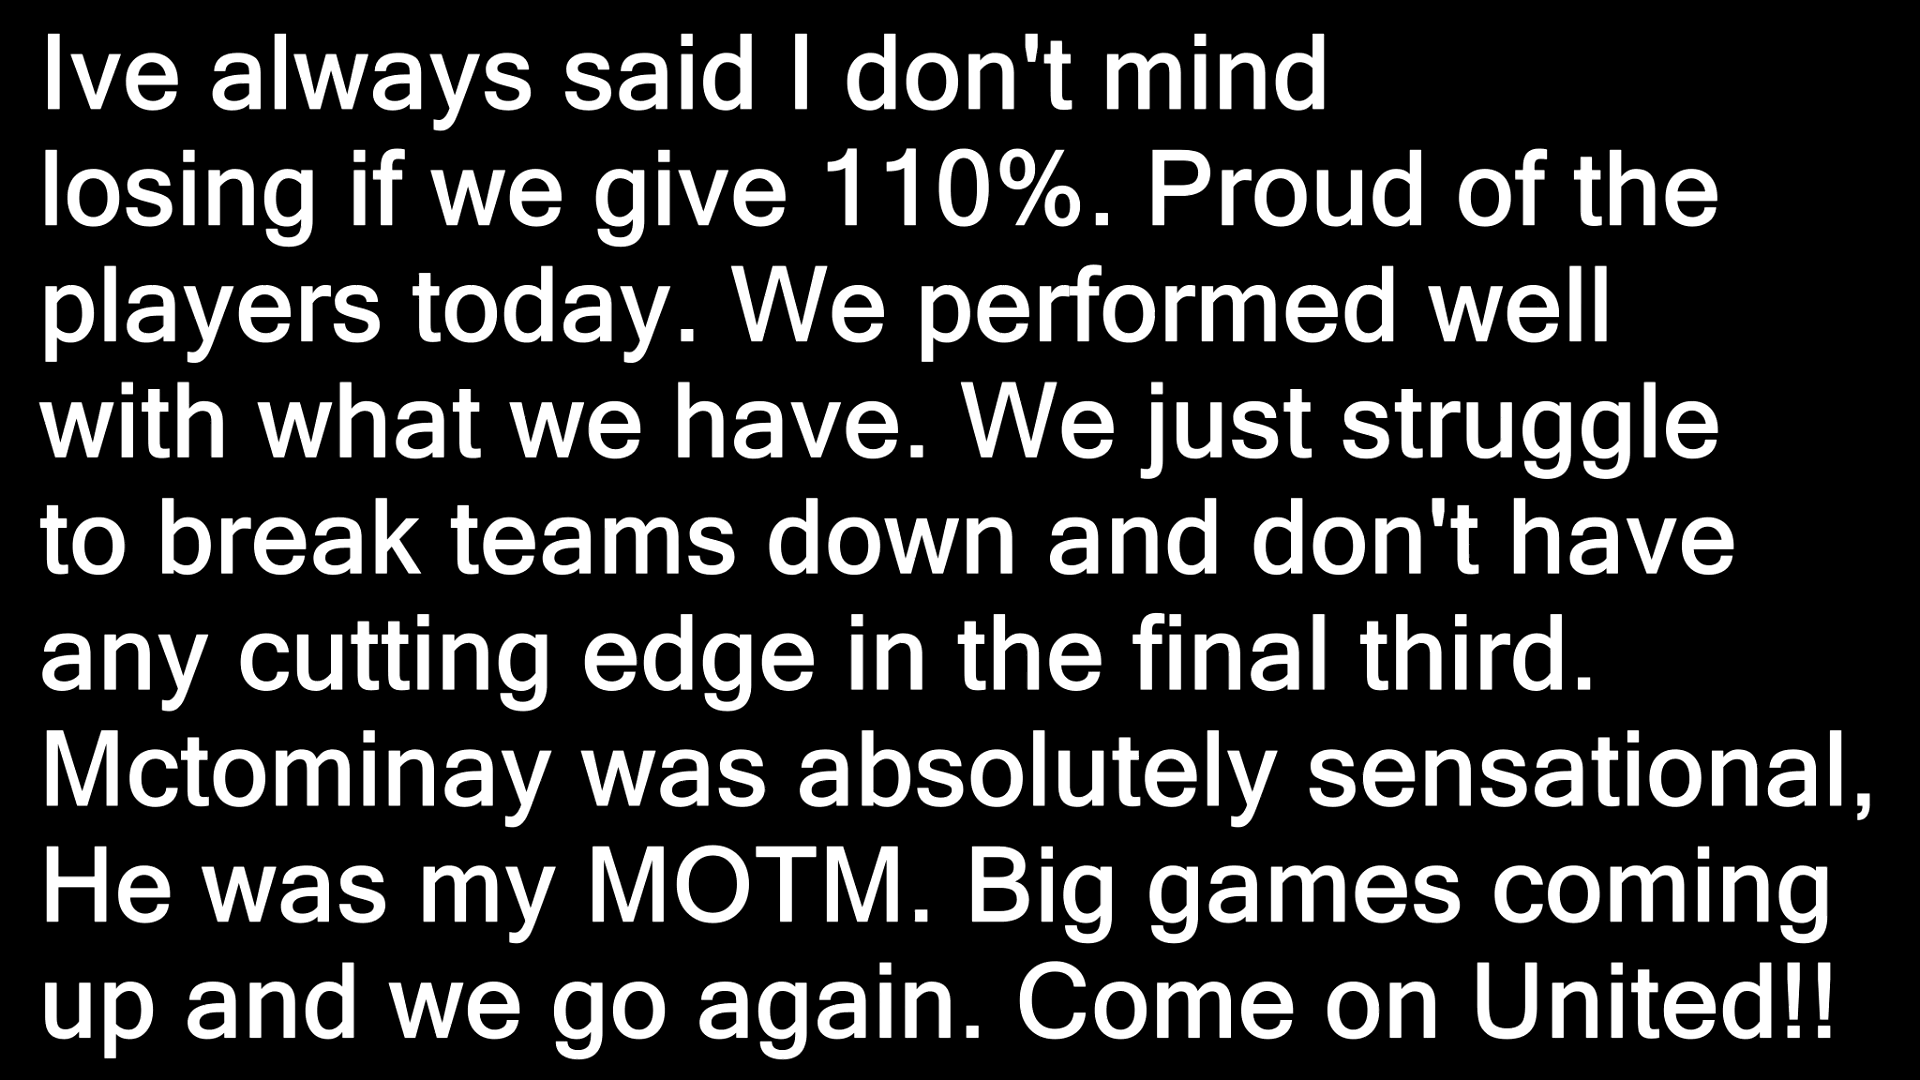 Ive always said I don't mind
losing if we give 110%. Proud of the
players today. We performed well
with what we have. We just struggle
to break teams down and don't have
any cutting edge in the final third.
Mctominay was absolutely sensational,
He was my MOTM. Big games coming
up and we go again. Come on United!!